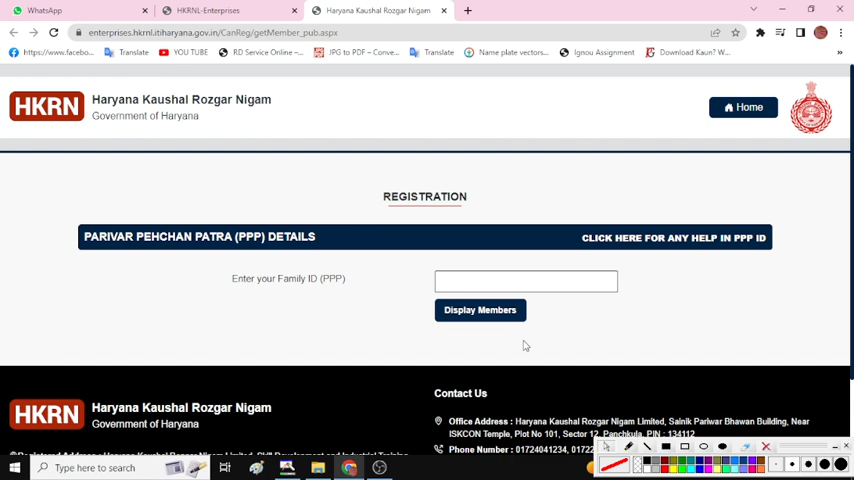 WhatsApp
HKRNL-Enterprises
Haryana Kaushal Rozgar Nigam
enterprises.hkrnl.itiharyana.gov.in/CanReg/getMember_pub.aspx
https://www.facebo...
Translate
YOU TUBE
RD Service Online –...
JPG to PDF – Conve...
Translate
Name plate vectors...
Ignou Assignment
Download Kaun? W...
HKRN
Haryana Kaushal Rozgar Nigam
Government of Haryana
Home
REGISTRATION
PARIVAR PEHCHAN PATRA (PPP) DETAILS
CLICK HERE FOR ANY HELP IN PPP ID
Enter your Family ID (PPP)
Display Members
HKRN
Haryana Kaushal Rozgar Nigam
Government of Haryana
Contact Us
Office Address : Haryana Kaushal Rozgar Nigam Limited, Sainik Pariwar Bhawan Building, Near
ISKCON Temple, Plot No 101, Sector 12, Panchkula, PIN : 134112
Phone Number : 01724041234,
Type here to search